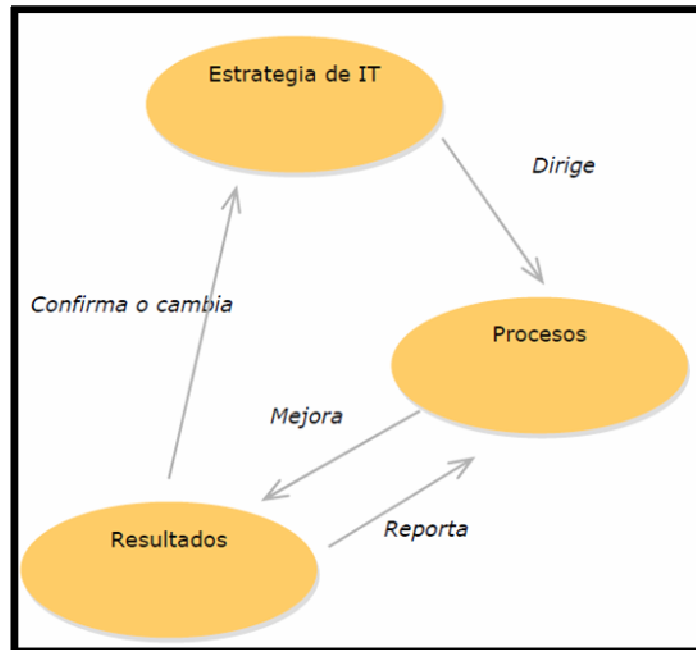 Estrategia de IT
Dirige
Confirma o cambia
Procesos
Mejora
Reporta
Resultados